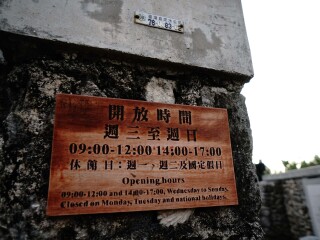 78 83
開放時間
週三至週日
09:00-12:00 14:00-17:00
休館日：週一、週二及國定假日
Opening hours
09:00-12:00 and 14:00-17:00, Wednesday to Sunday,
Closed on Monday, Tuesday and national holidays.